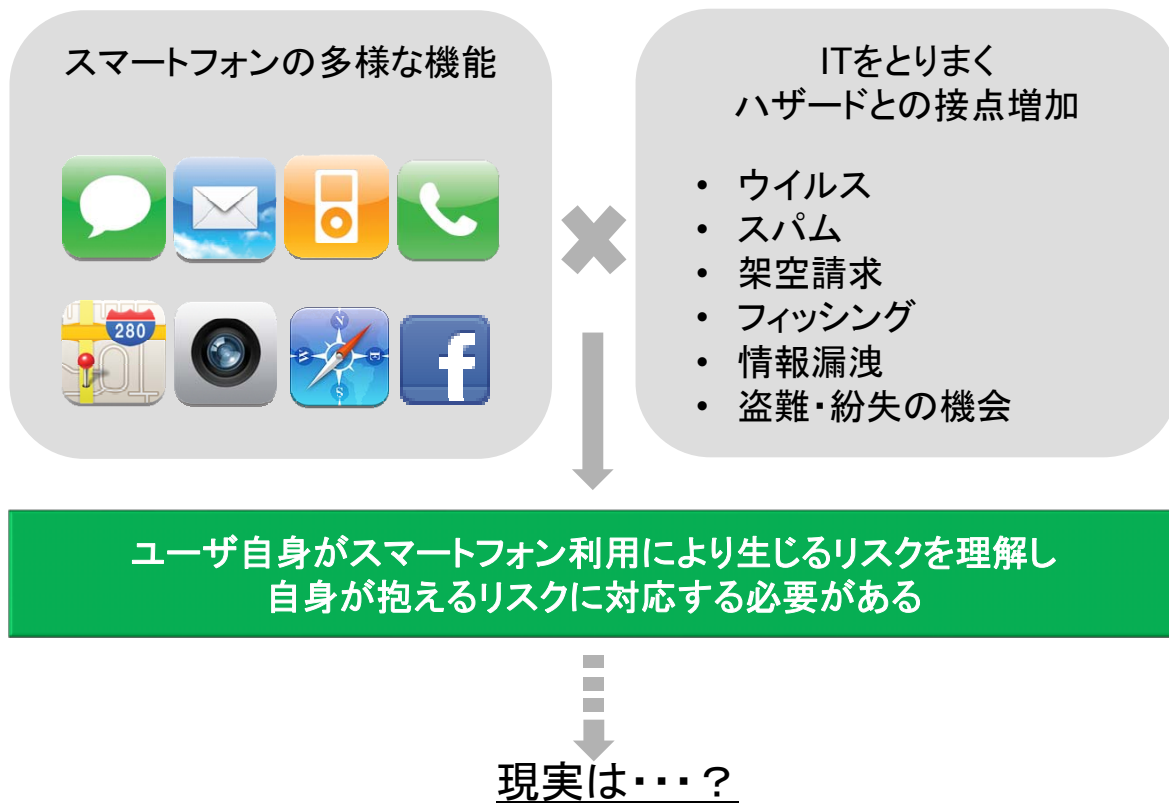 スマートフォンの多様な機能
280
N
E
S
W
f
ITをとりまく
ハザードとの接点増加
• ウイルス
• スパム
• 架空請求
• フィッシング
• 情報漏洩
• 盗難・紛失の機会
ユーザ自身がスマートフォン利用により生じるリスクを理解し
自身が抱えるリスクに対応する必要がある
現実は・・・？